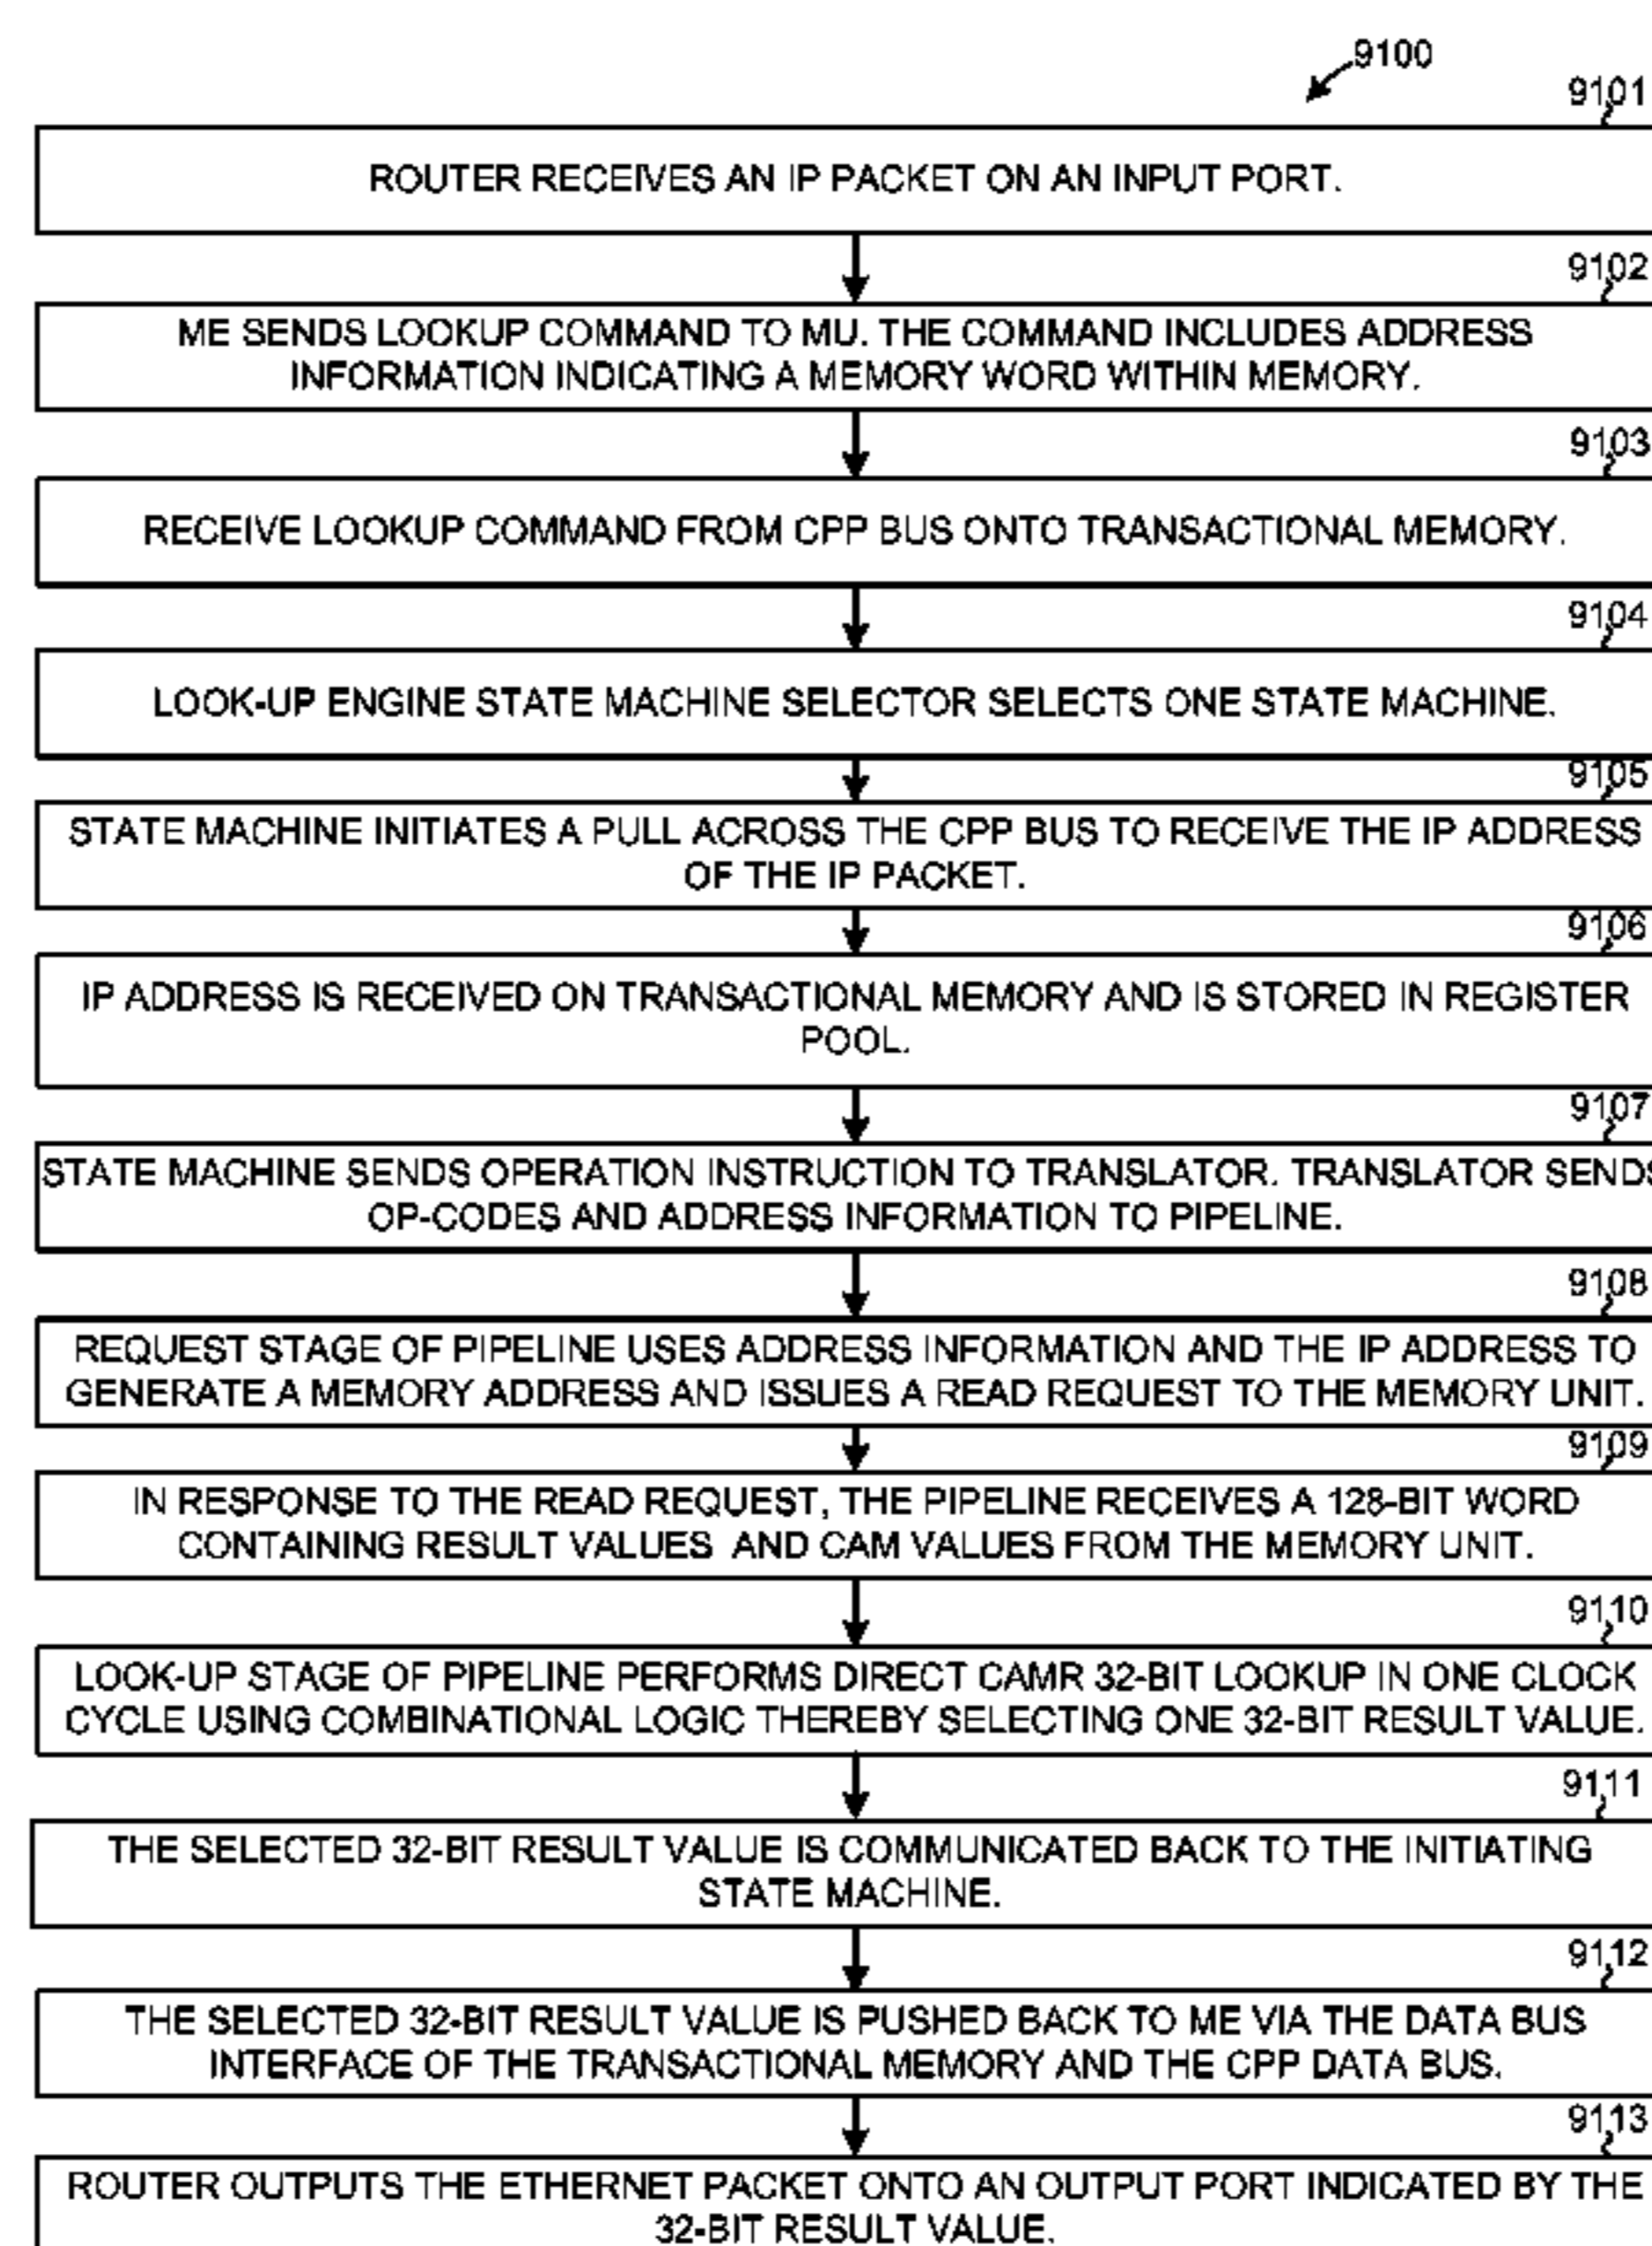 9100
9101
ROUTER RECEIVES AN IP PACKET ON AN INPUT PORT.
9102
ME SENDS LOOKUP COMMAND TO MU. THE COMMAND INCLUDES ADDRESS
INFORMATION INDICATING A MEMORY WORD WITHIN MEMORY.
9103
RECEIVE LOOKUP COMMAND FROM CPP BUS ONTO TRANSACTIONAL MEMORY.
9104
LOOK-UP ENGINE STATE MACHINE SELECTOR SELECTS ONE STATE MACHINE.
9105
STATE MACHINE INITIATES A PULL ACROSS THE CPP BUS TO RECEIVE THE IP ADDRESS
OF THE IP PACKET.
9106
IP ADDRESS IS RECEIVED ON TRANSACTIONAL MEMORY AND IS STORED IN REGISTER
POOL.
9107
STATE MACHINE SENDS OPERATION INSTRUCTION TO TRANSLATOR. TRANSLATOR SENDS
OP-CODES AND ADDRESS INFORMATION TO PIPELINE.
9108
REQUEST STAGE OF PIPELINE USES ADDRESS INFORMATION AND THE IP ADDRESS TO
GENERATE A MEMORY ADDRESS AND ISSUES A READ REQUEST TO THE MEMORY UNIT.
9109
IN RESPONSE TO THE READ REQUEST, THE PIPELINE RECEIVES A 128-BIT WORD
CONTAINING RESULT VALUES AND CAM VALUES FROM THE MEMORY UNIT.
9110
LOOK-UP STAGE OF PIPELINE PERFORMS DIRECT CAMR 32-BIT LOOKUP IN ONE CLOCK
CYCLE USING COMBINATIONAL LOGIC THEREBY SELECTING ONE 32-BIT RESULT VALUE.
9111
THE SELECTED 32-BIT RESULT VALUE IS COMMUNICATED BACK TO THE INITIATING
STATE MACHINE.
9112
THE SELECTED 32-BIT RESULT VALUE IS PUSHED BACK TO ME VIA THE DATA BUS
INTERFACE OF THE TRANSACTIONAL MEMORY AND THE CPP DATA BUS.
9113
ROUTER OUTPUTS THE ETHERNET PACKET ONTO AN OUTPUT PORT INDICATED BY THE
32-BIT RESULT VALUE.